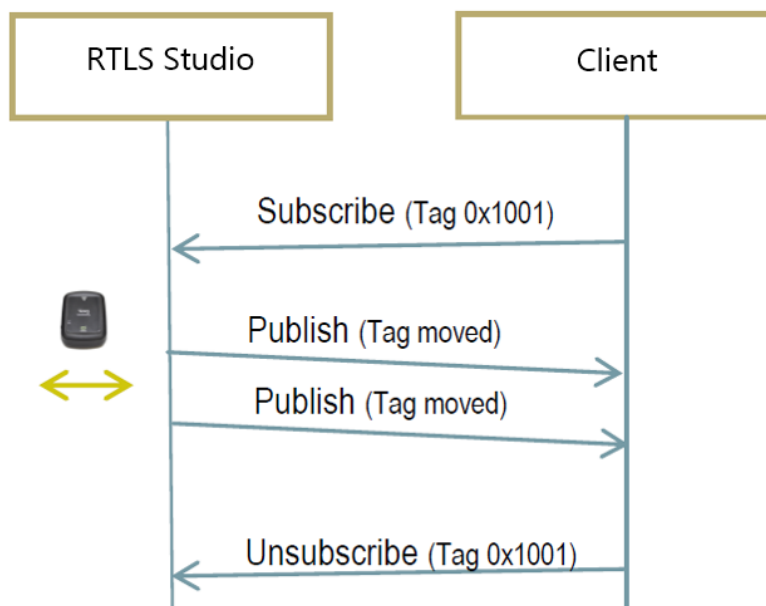 RTLS Studio
Client
Subscribe (Tag 0x1001)
Publish (Tag moved)
Publish (Tag moved)
Unsubscribe (Tag 0x1001)